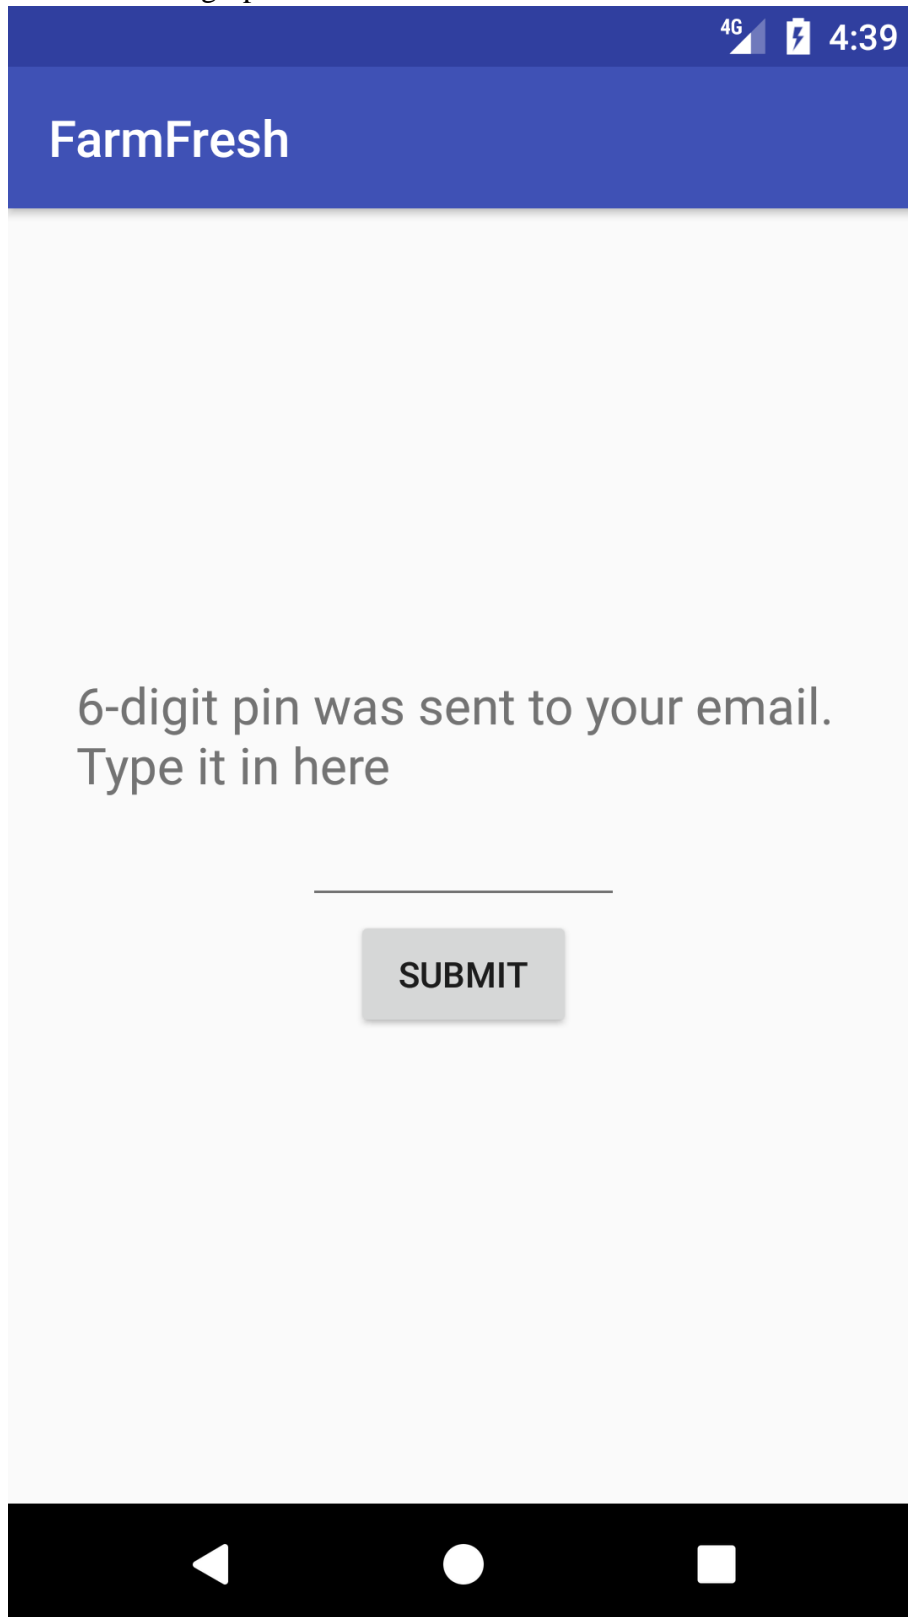 4G 4:39
FarmFresh
6-digit pin was sent to your email.
Type it in here
SUBMIT